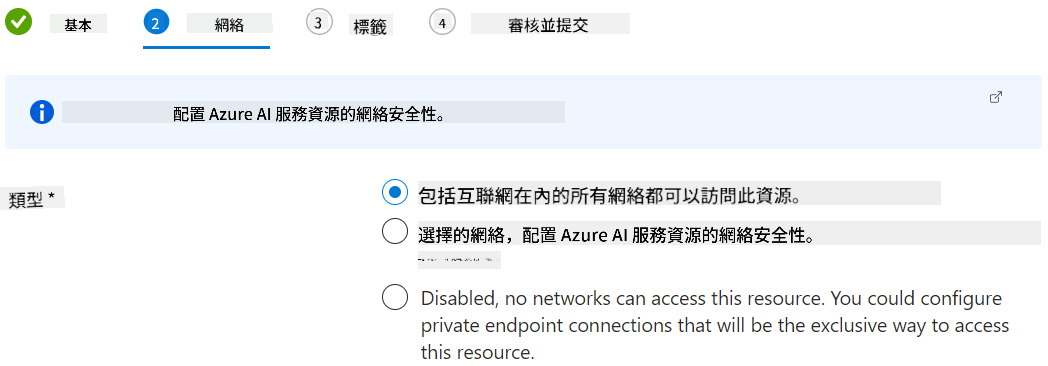 基本
2 網絡
3 標籤
4 審核並提交
配置 Azure AI 服務資源的網絡安全性。
類型 *
包括互聯網在內的所有網絡都可以訪問此資源。
選擇的網絡，配置 Azure AI 服務資源的網絡安全性。
Disabled, no networks can access this resource. You could configure
private endpoint connections that will be the exclusive way to access
this resource.